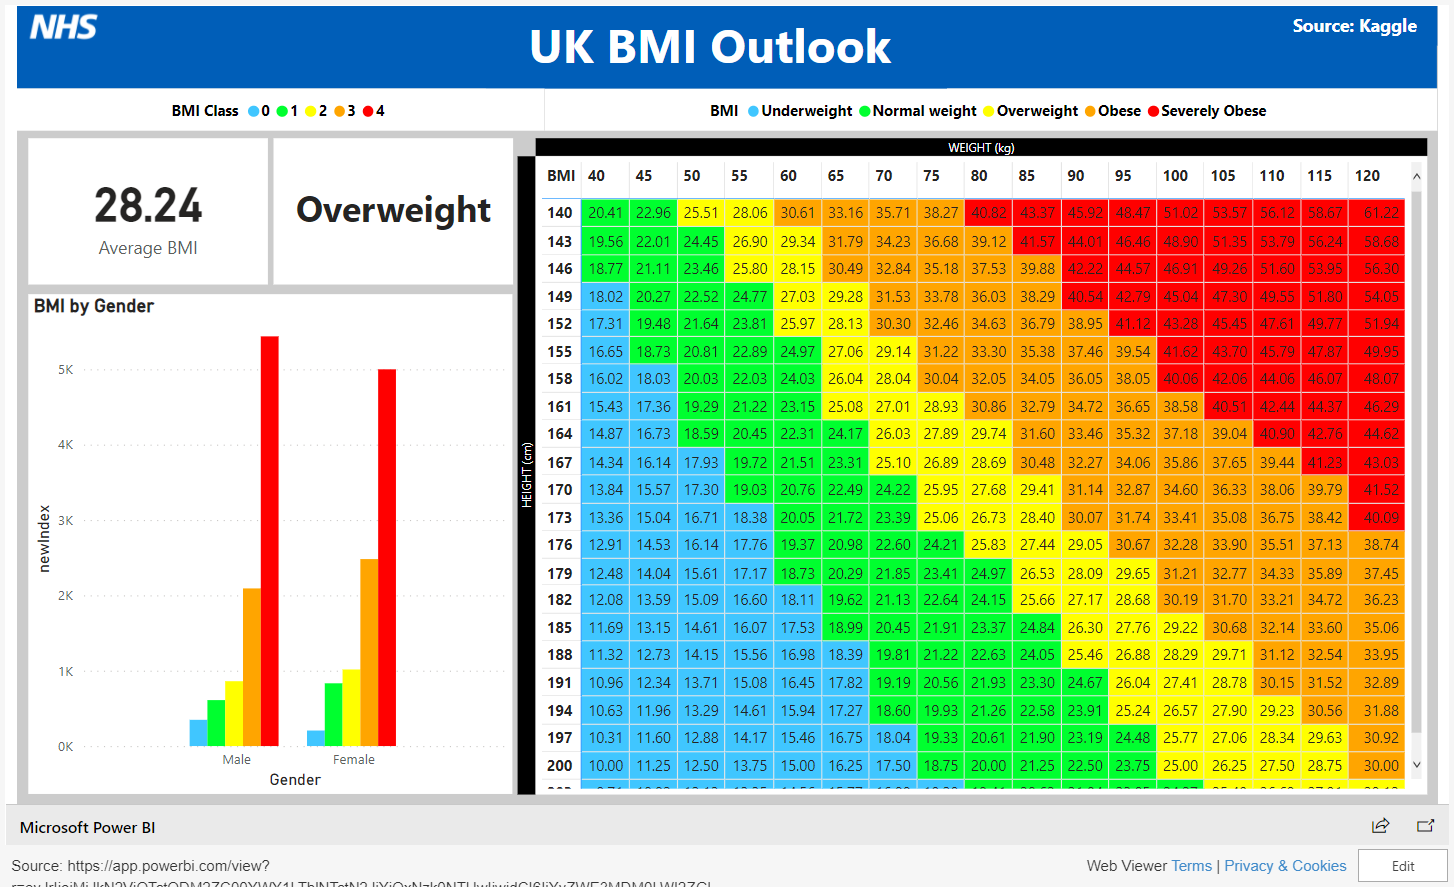 NHS
UK BMI Outlook
Source: Kaggle
BMI Class 0 1 2 3 4
BMI Underweight Normal weight Overweight Obese Severely Obese
28.24
Average BMI
Overweight
BMI by Gender
5K
4K
3K
2K
1K
0K
newIndex
Male Female
Gender
WEIGHT (kg)
HEIGHT (cm)
BMI 40 45 50 55 60 65 70 75 80 85 90 95 100 105 110 115 120
140 20.41 22.96 25.51 28.06 30.61 33.16 35.71 38.27 40.82 43.37 45.92 48.47 51.02 53.57 56.12 58.67 61.22
143 19.56 22.01 24.45 26.90 29.34 31.79 34.23 36.68 39.12 41.57 44.01 46.46 48.90 51.35 53.79 56.24 58.68
146 18.77 21.11 23.46 25.80 28.15 30.49 32.84 35.18 37.53 39.88 42.22 44.57 46.91 49.26 51.60 53.95 56.30
149 18.02 20.27 22.52 24.77 27.03 29.28 31.53 33.78 36.03 38.29 40.54 42.79 45.04 47.30 49.55 51.80 54.05
152 17.31 19.48 21.64 23.81 25.97 28.13 30.30 32.46 34.63 36.79 38.95 41.12 43.28 45.45 47.61 49.77 51.94
155 16.65 18.73 20.81 22.89 24.97 27.06 29.14 31.22 33.30 35.38 37.46 39.54 41.62 43.70 45.79 47.87 49.95
158 16.02 18.03 20.03 22.03 24.03 26.04 28.04 30.04 32.05 34.05 36.05 38.05 40.06 42.06 44.06 46.07 48.07
161 15.43 17.36 19.29 21.22 23.15 25.08 27.01 28.93 30.86 32.79 34.72 36.65 38.58 40.51 42.44 44.37 46.29
164 14.87 16.73 18.59 20.45 22.31 24.17 26.03 27.89 29.74 31.60 33.46 35.32 37.18 39.04 40.90 42.76 44.62
167 14.34 16.14 17.93 19.72 21.51 23.31 25.10 26.89 28.69 30.48 32.27 34.06 35.86 37.65 39.44 41.23 43.03
170 13.84 15.57 17.30 19.03 20.76 22.49 24.22 25.95 27.68 29.41 31.14 32.87 34.60 36.33 38.06 39.79 41.52
173 13.36 15.04 16.71 18.38 20.05 21.72 23.39 25.06 26.73 28.40 30.07 31.74 33.41 35.08 36.75 38.42 40.09
176 12.91 14.53 16.14 17.76 19.37 20.98 22.60 24.21 25.83 27.44 29.05 30.67 32.28 33.90 35.51 37.13 38.74
179 12.48 14.04 15.61 17.17 18.73 20.29 21.85 23.41 24.97 26.53 28.09 29.65 31.21 32.77 34.33 35.89 37.45
182 12.08 13.59 15.09 16.60 18.11 19.62 21.13 22.64 24.15 25.66 27.17 28.68 30.19 31.70 33.21 34.72 36.23
185 11.69 13.15 14.61 16.07 17.53 18.99 20.45 21.91 23.37 24.84 26.30 27.76 29.22 30.68 32.14 33.60 35.06
188 11.32 12.73 14.15 15.56 16.98 18.39 19.81 21.22 22.63 24.05 25.46 26.88 28.29 29.71 31.12 32.54 33.95
191 10.96 12.34 13.71 15.08 16.45 17.82 19.19 20.56 21.93 23.30 24.67 26.04 27.41 28.78 30.15 31.52 32.89
194 10.63 11.96 13.29 14.61 15.94 17.27 18.60 19.93 21.26 22.58 23.91 25.24 26.57 27.90 29.23 30.56 31.88
197 10.31 11.60 12.88 14.17 15.46 16.75 18.04 19.33 20.61 21.90 23.19 24.48 25.77 27.06 28.34 29.63 30.92
200 10.00 11.25 12.50 13.75 15.00 16.25 17.50 18.75 20.00 21.25 22.50 23.75 25.00 26.25 27.50 28.75 30.00
Microsoft Power BI
Source: https://app.powerbi.com/view?
Web Viewer Terms | Privacy & Cookies
Edit